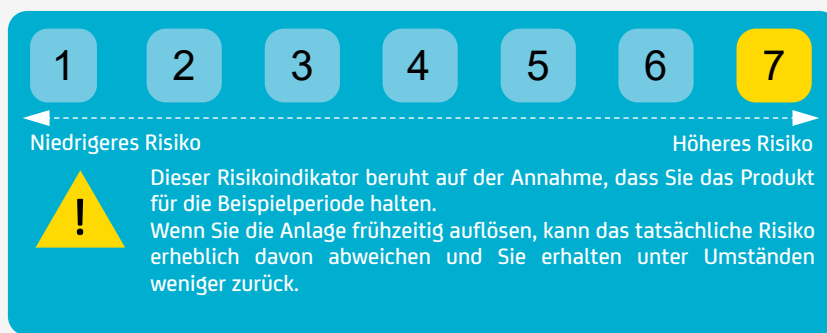 1 2 3 4 5 6 7
Niedrigeres Risiko Höheres Risiko
Dieser Risikoindikator beruht auf der Annahme, dass Sie das Produkt
für die Beispielperiode halten.
Wenn Sie die Anlage frühzeitig auflösen, kann das tatsächliche Risiko
erheblich davon abweichen und Sie erhalten unter Umständen
weniger zurück.
!